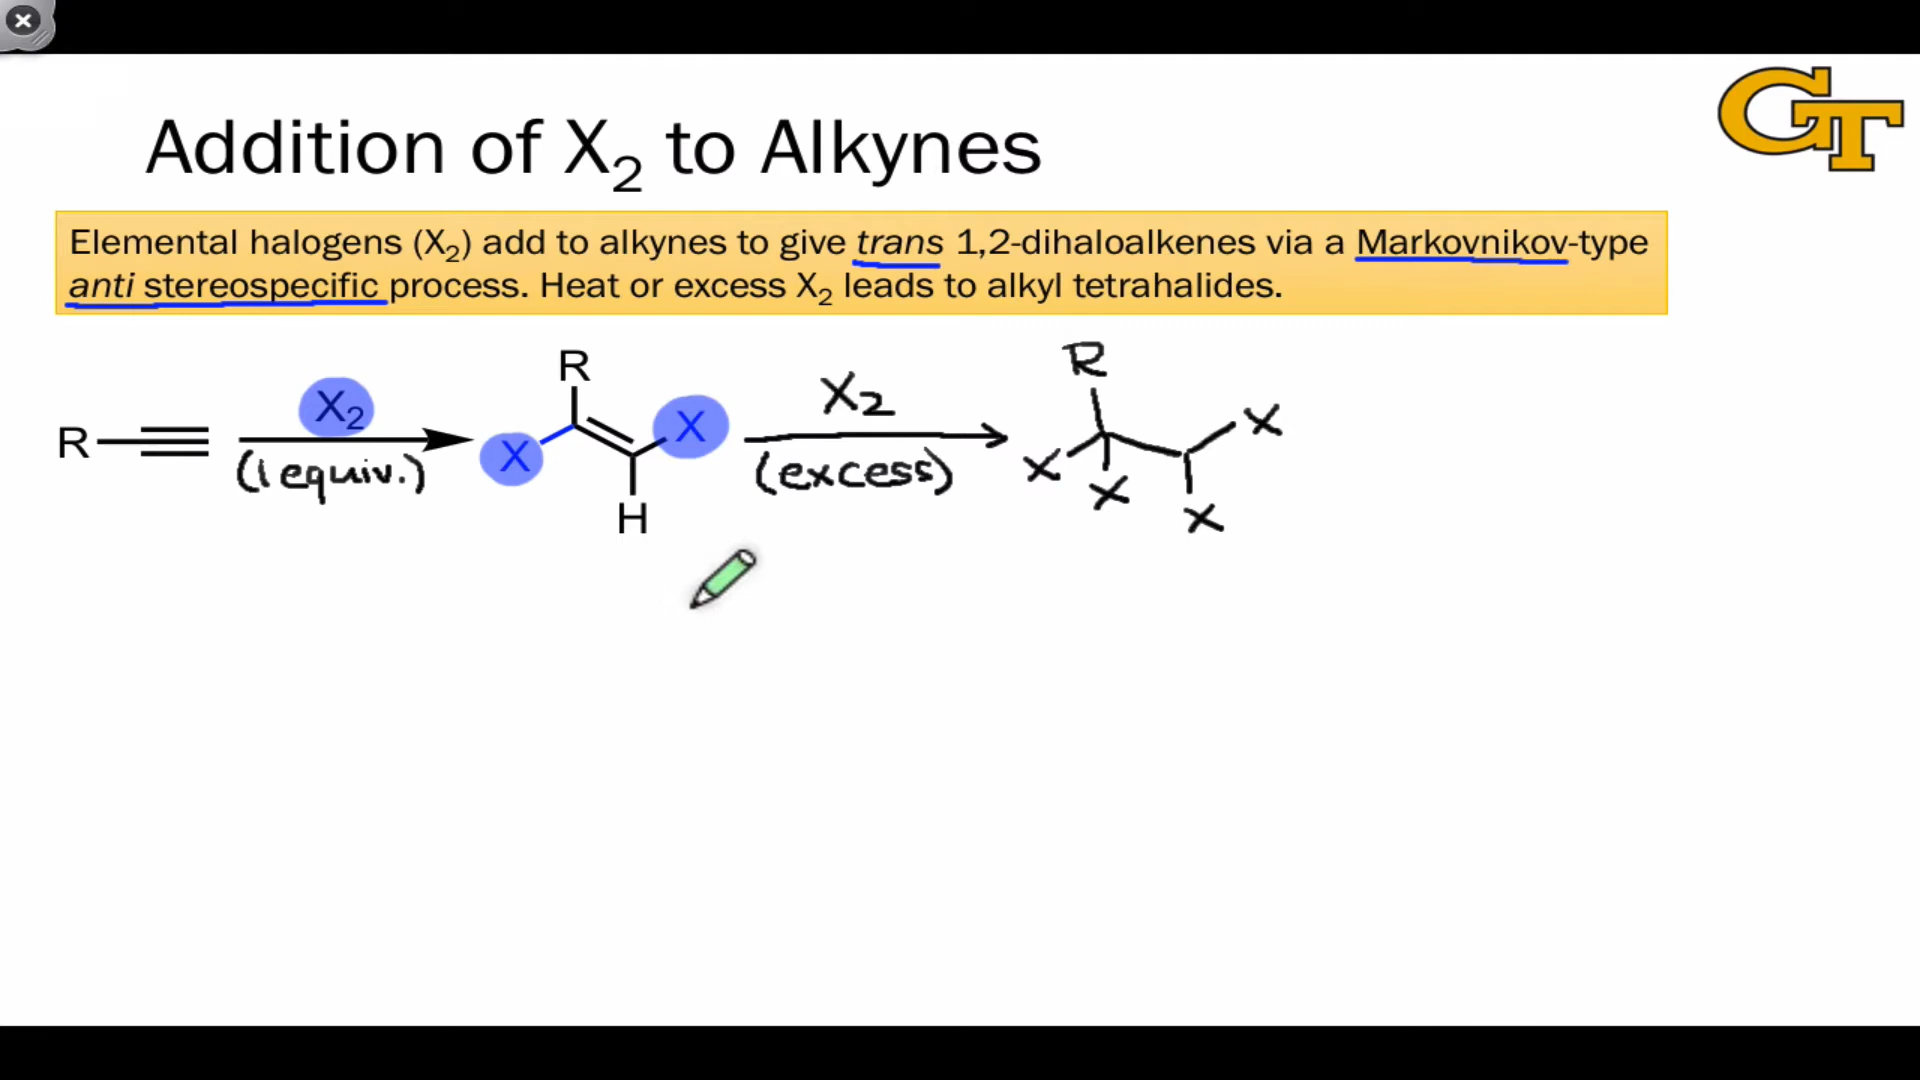 GT
Addition of X₂ to Alkynes
Elemental halogens (X₂) add to alkynes to give trans 1,2-dihaloalkenes via a Markovnikov-type
anti stereospecific process. Heat or excess X₂ leads to alkyl tetrahalides.
R
X₂
(1 equiv.)
R
X
X
H
X₂
(excess)
R
X
X
X
X